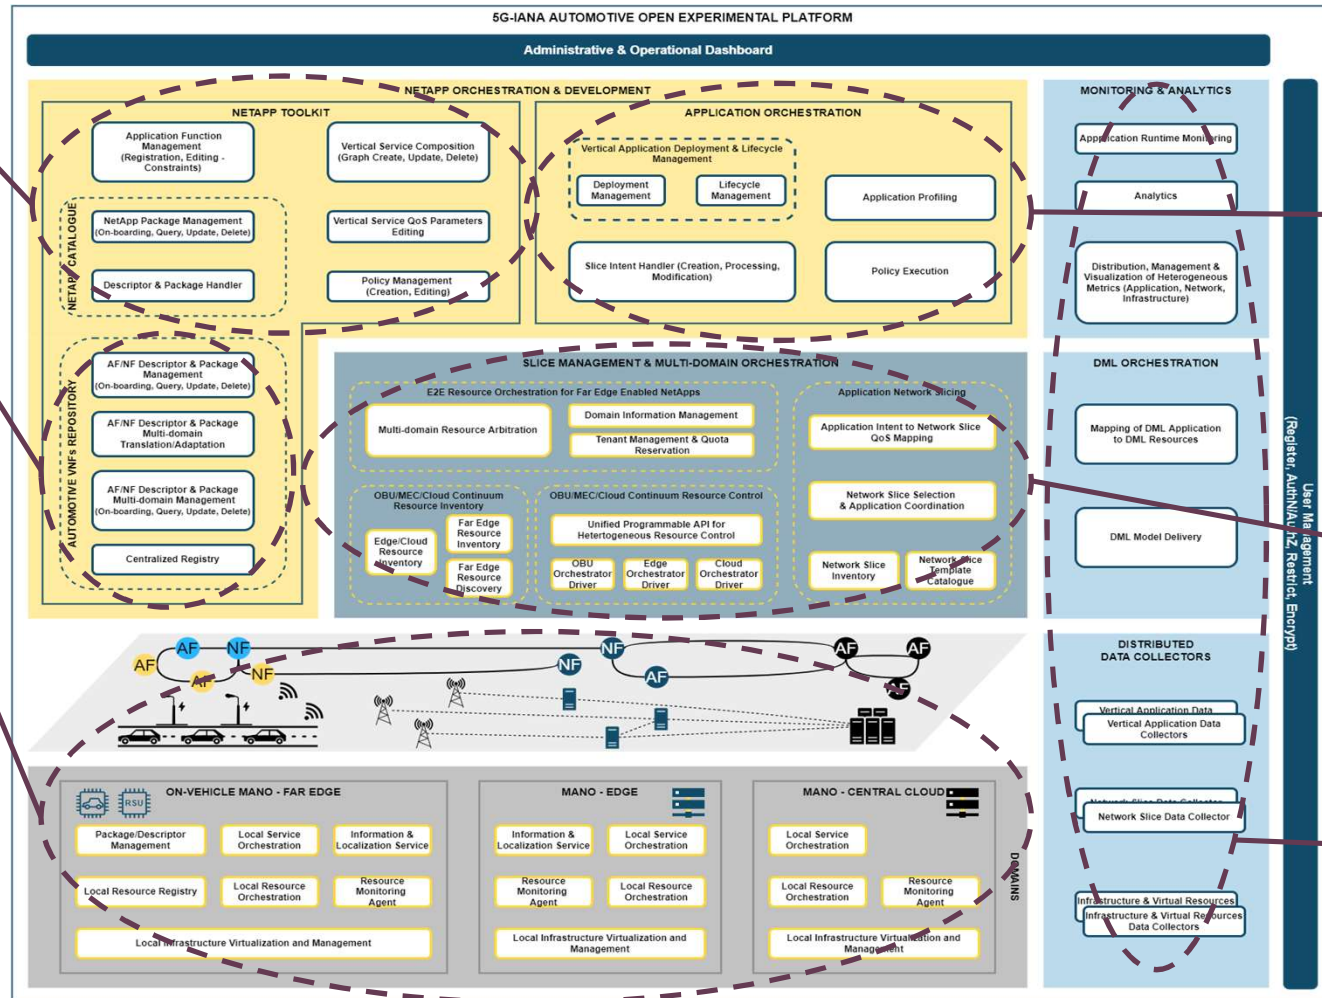 5G-IANA AUTOMOTIVE OPEN EXPERIMENTAL PLATFORM
Administrative & Operational Dashboard
NETAPP ORCHESTRATION & DEVELOPMENT
NETAPP TOOLKIT
Application Function
Management
(Registration, Editing -
Constraints)
Vertical Service Composition
(Graph Create, Update, Delete)
NETAPP CATALOGUE
NetApp Package Management
(On-boarding, Query, Update, Delete)
Vertical Service QoS Parameters
Editing
Descriptor & Package Handler
Policy Management
(Creation, Editing)
AUTOMOTIVE VNFs REPOSITORY
AF/NF Descriptor & Package
Management
(On-boarding, Query, Update, Delete)
AF/NF Descriptor & Package
Multi-domain
Translation/Adaptation
AF/NF Descriptor & Package
Multi-domain Management
(On-boarding, Query, Update, Delete)
Centralized Registry
APPLICATION ORCHESTRATION
Vertical Application Deployment & Lifecycle
Management
Deployment
Management
Lifecycle
Management
Application Profiling
Slice Intent Handler (Creation, Processing,
Modification)
Policy Execution
SLICE MANAGEMENT & MULTI-DOMAIN ORCHESTRATION
E2E Resource Orchestration for Far Edge Enabled NetApps
Multi-domain Resource Arbitration
Domain Information Management
Tenant Management & Quota
Reservation
OBU/MEC/Cloud Continuum
Resource Inventory
Edge/Cloud
Resource
Inventory
Far Edge
Resource
Inventory
Far Edge
Resource
Discovery
OBU/MEC/Cloud Continuum Resource Control
Unified Programmable API for
Hetertogeneous Resource Control
OBU
Orchestrator
Driver
Edge
Orchestrator
Driver
Cloud
Orchestrator
Driver
Application Network Slicing
Application Intent to Network Slice
QoS Mapping
Network Slice Selection
& Application Coordination
Network Slice
Inventory
Network Slice
Template
Catalogue
MONITORING & ANALYTICS
Appplication Runtime Monitoring
Analytics
Distribution, Management &
Visualization of Heterogeneous
Metrics (Application, Network,
Infrastructure)
DML ORCHESTRATION
Mapping of DML Application
to DML Resources
DML Model Delivery
DISTRIBUTED
DATA COLLECTORS
Vertical Application Data
Vertical Application Data
Collectors
Network Slice Data Collector
Network Slice Data Collector
Infrastructure & Virtual Resources
Infrastructure & Virtual Resources
Data Collectors
User Management
(Register, AuthN/AuthZ, Restrict, Encrypt)
AF
AF
NF
AF
NF
NF
NF
AF
AF
AF
AF
DOMAINS
RSU
ON-VEHICLE MANO - FAR EDGE
Package/Descriptor
Management
Local Service
Orchestration
Information &
Localization Service
Local Resource Registry
Local Resource
Orchestration
Resource
Monitoring
Agent
Local Infrastructure Virtualization and Management
MANO - EDGE
Information &
Localization Service
Local Service
Orchestration
Resource
Monitoring
Agent
Local Resource
Orchestration
Local Infrastructure Virtualization and
Management
MANO - CENTRAL CLOUD
Local Service
Orchestration
Local Resource
Orchestration
Resource
Monitoring
Agent
Local Infrastructure Virtualization and
Management